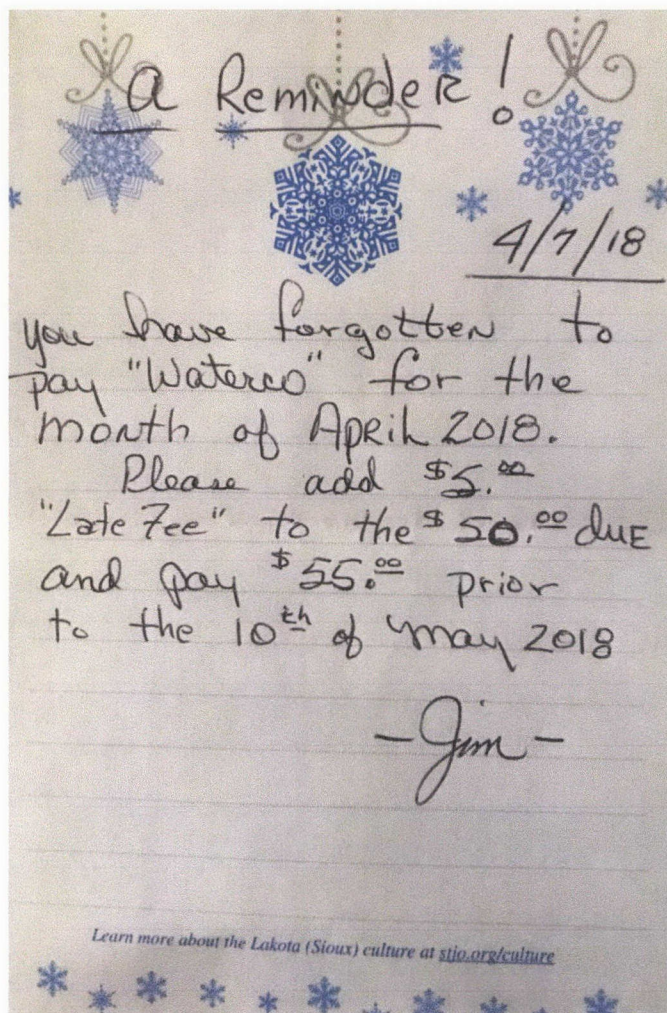 a Reminder!
4/7/18
you have forgotten to
pay "Waterco" for the
month of April 2018.
Please add $5.00
"Late Fee" to the $50.00 due
and pay $55.00 prior
to the 10th of May 2018
-Jim-
Learn more about the Lakota (Sioux) culture at stjo.org/culture